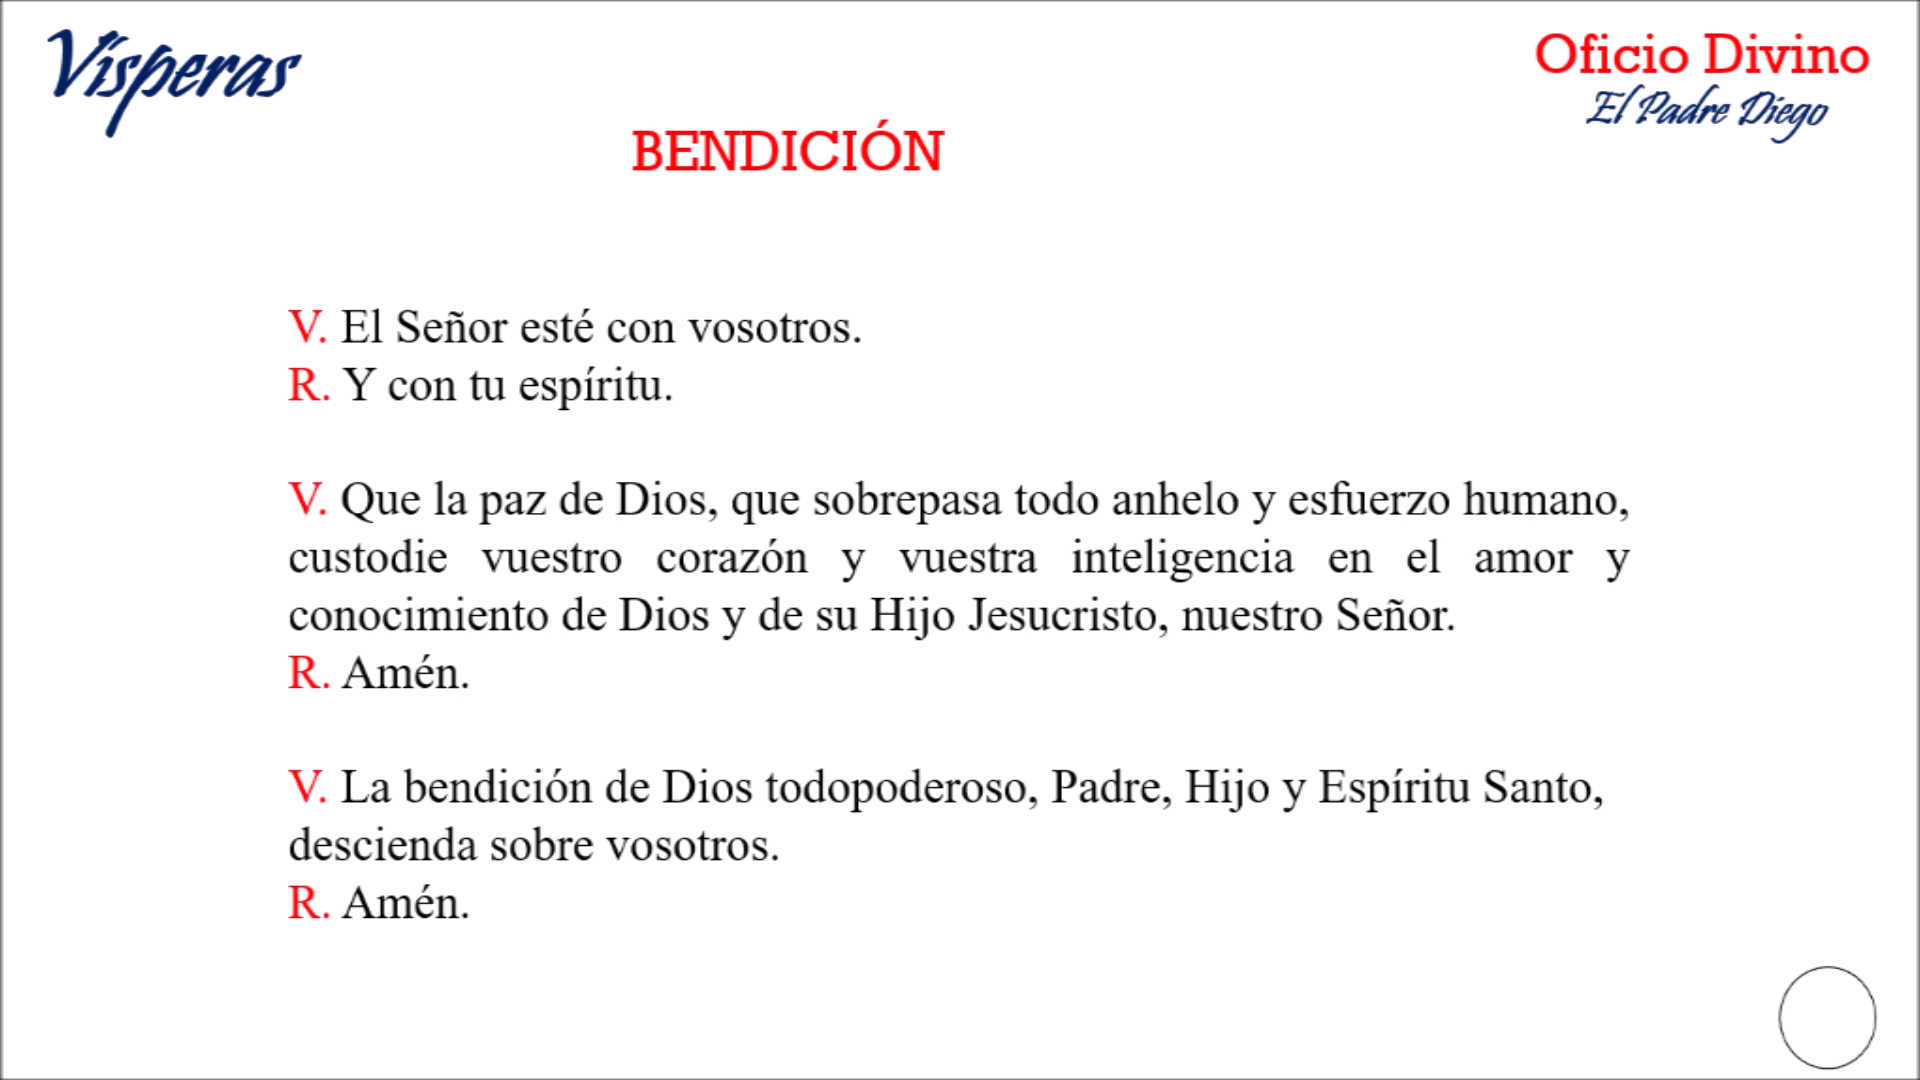 Vísperas
Oficio Divino
El Padre Diego
BENDICIÓN
V. El Señor esté con vosotros.
R. Y con tu espíritu.
V. Que la paz de Dios, que sobrepasa todo anhelo y esfuerzo humano,
custodie vuestro corazón y vuestra inteligencia en el amor y
conocimiento de Dios y de su Hijo Jesucristo, nuestro Señor.
R. Amén.
V. La bendición de Dios todopoderoso, Padre, Hijo y Espíritu Santo,
descienda sobre vosotros.
R. Amén.